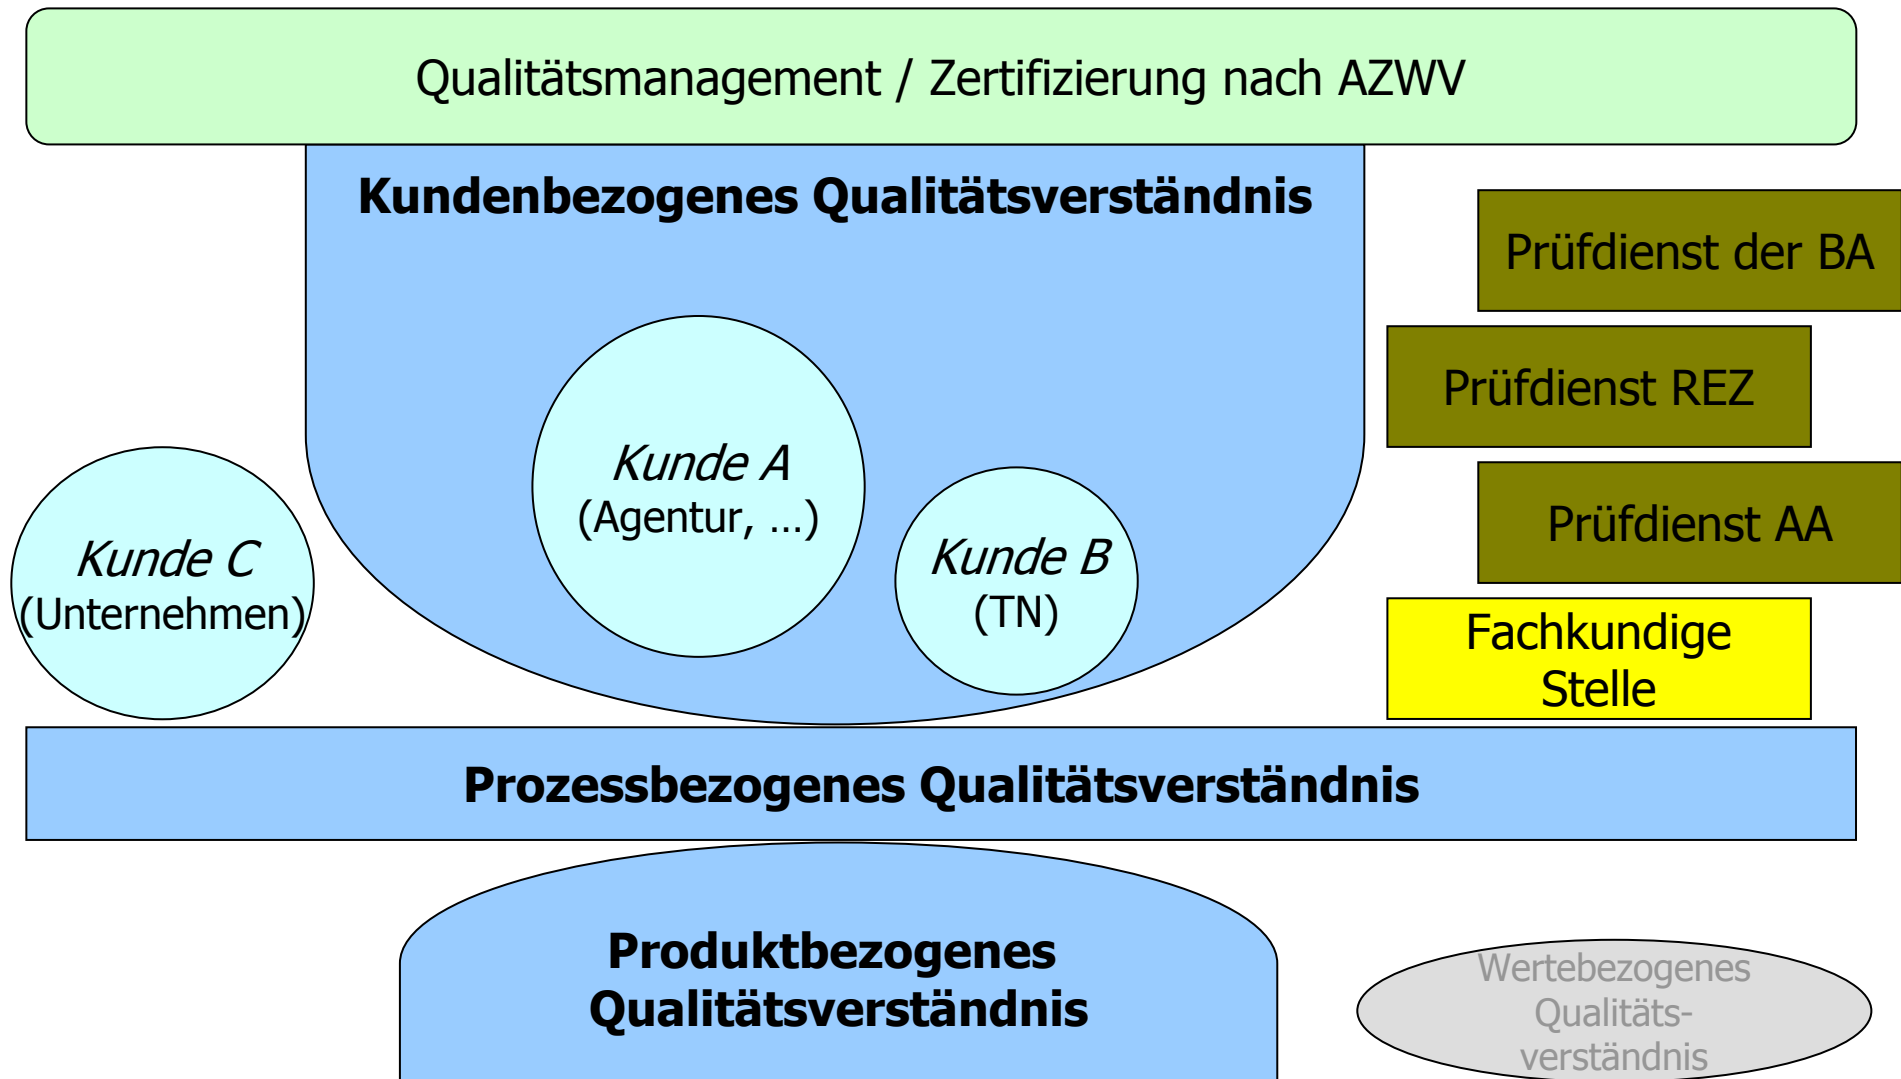 Qualitätsmanagement / Zertifizierung nach AZWV
Kundenbezogenes Qualitätsverständnis
Prüfdienst der BA
Prüfdienst REZ
Kunde A
(Agentur, ...)
Prüfdienst AA
Kunde B
(TN)
Kunde C
(Unternehmen)
Fachkundige
Stelle
Prozessbezogenes Qualitätsverständnis
Produktbezogenes
Qualitätsverständnis
Wertebezogenes
Qualitäts-
verständnis